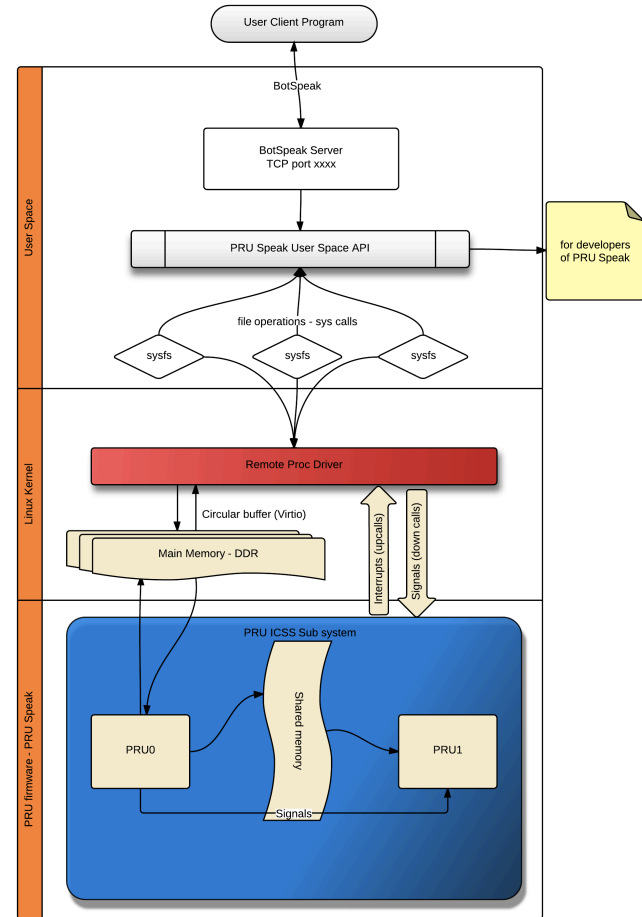 User Client Program
BotSpeak
BotSpeak Server
TCP port xxxx
User Space
PRU Speak User Space API
for developers
of PRU Speak
file operations - sys calls
sysfs
sysfs
sysfs
Linux Kernel
Remote Proc Driver
Circular buffer (Virtio)
Main Memory - DDR
Interrupts (upcalls)
Signals (down calls)
PRU firmware - PRU Speak
PRU ICSS Sub system
Shared memory
PRU0
PRU1
Signals